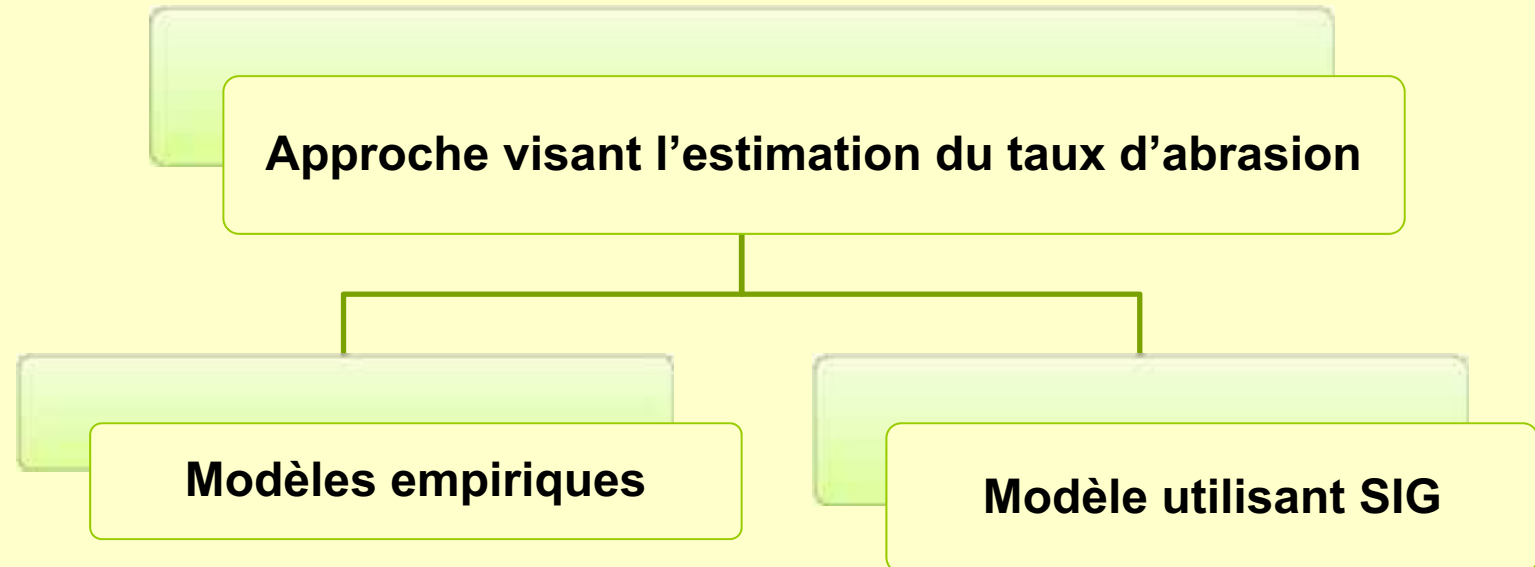 Approche visant l’estimation du taux d’abrasion
Modèles empiriques
Modèle utilisant SIG